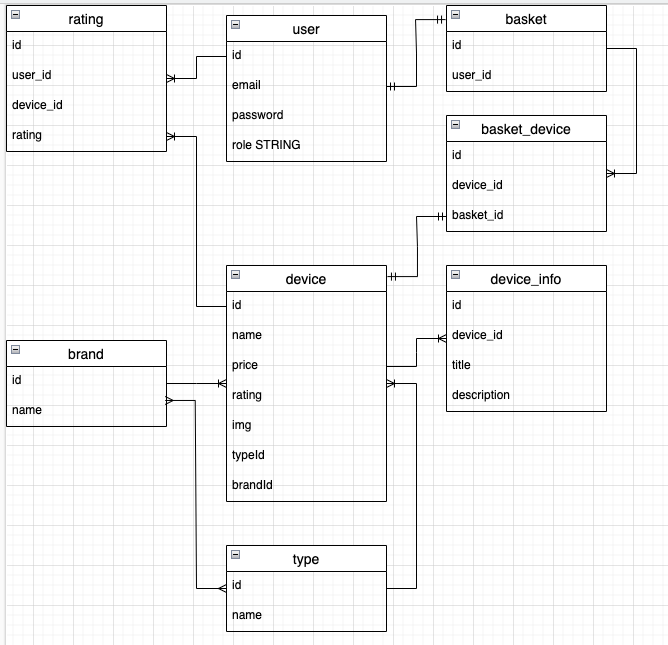 rating
id
user_id
device_id
rating
user
id
email
password
role STRING
basket
id
user_id
basket_device
id
device_id
basket_id
device
id
name
price
rating
img
typeId
brandId
device_info
id
device_id
title
description
brand
id
name
type
id
name